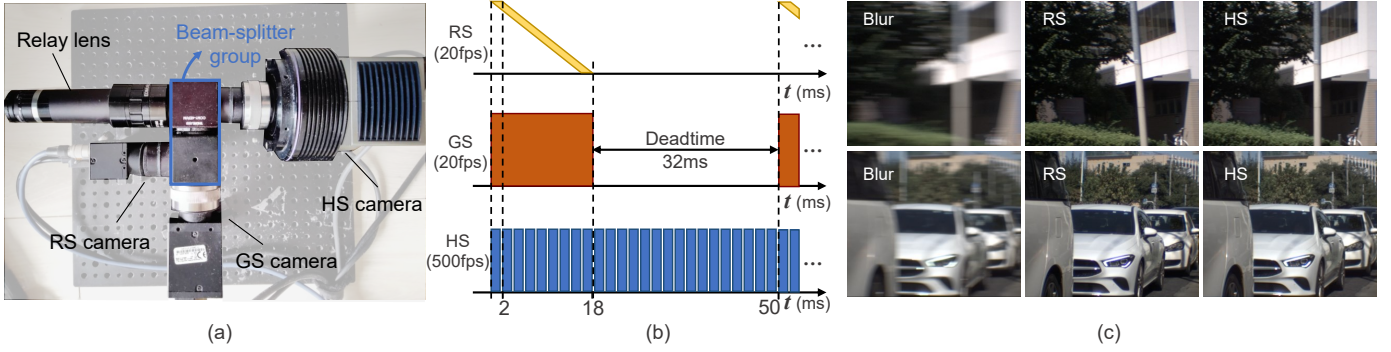 Relay lens
Beam-splitter
group
HS camera
RS camera
GS camera
(a)
RS
(20fps)
...
t (ms)
GS
(20fps)
Deadtime
32ms
...
t (ms)
HS
(500fps)
...
2
18
50
t (ms)
(b)
Blur
RS
HS
Blur
RS
HS
(c)